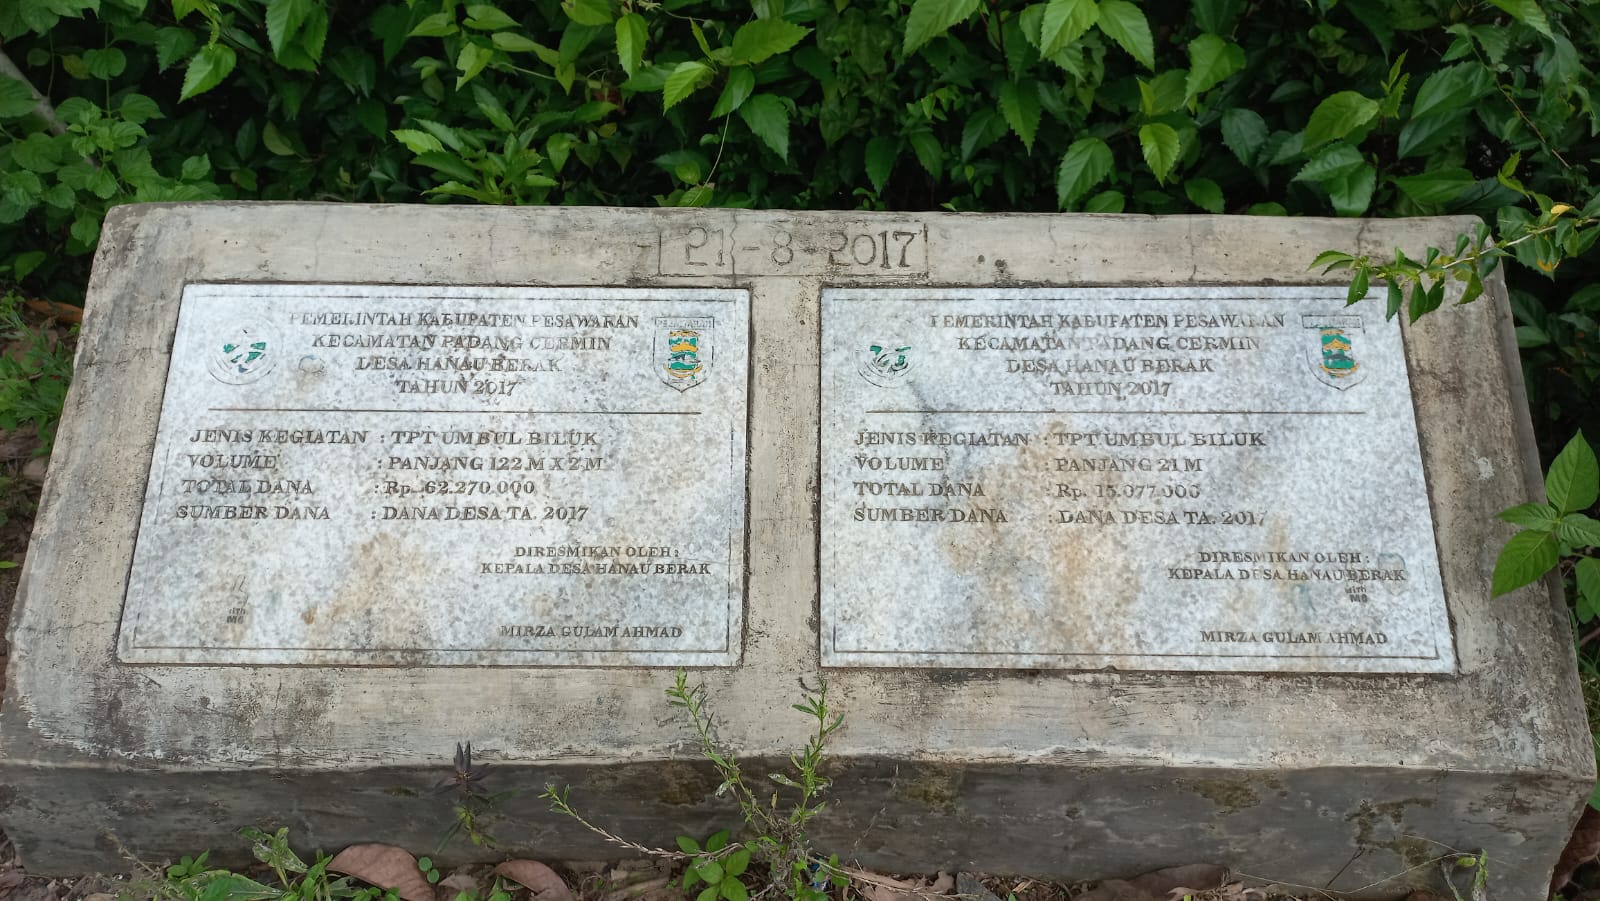 21-8-2017
PEMERINTAH KABUPATEN PESAWARAN
KECAMATAN PADANG CERMIN
DESA HANAU BERAK
TAHUN 2017
JENIS KEGIATAN : TPT UMBUL BILUK
VOLUME : PANJANG 122 M X 2 M
TOTAL DANA : Rp. 62.270.000
SUMBER DANA : DANA DESA TA. 2017
DIRESMIKAN OLEH :
KEPALA DESA HANAU BERAK
MIRZA GULAM AHMAD
PEMERINTAH KABUPATEN PESAWARAN
KECAMATAN PADANG CERMIN
DESA HANAU BERAK
TAHUN 2017
JENIS KEGIATAN : TPT UMBUL BILUK
VOLUME : PANJANG 21 M
TOTAL DANA : Rp. 15.077.000
SUMBER DANA : DANA DESA TA. 2017
DIRESMIKAN OLEH :
KEPALA DESA HANAU BERAK
MIRZA GULAM AHMAD